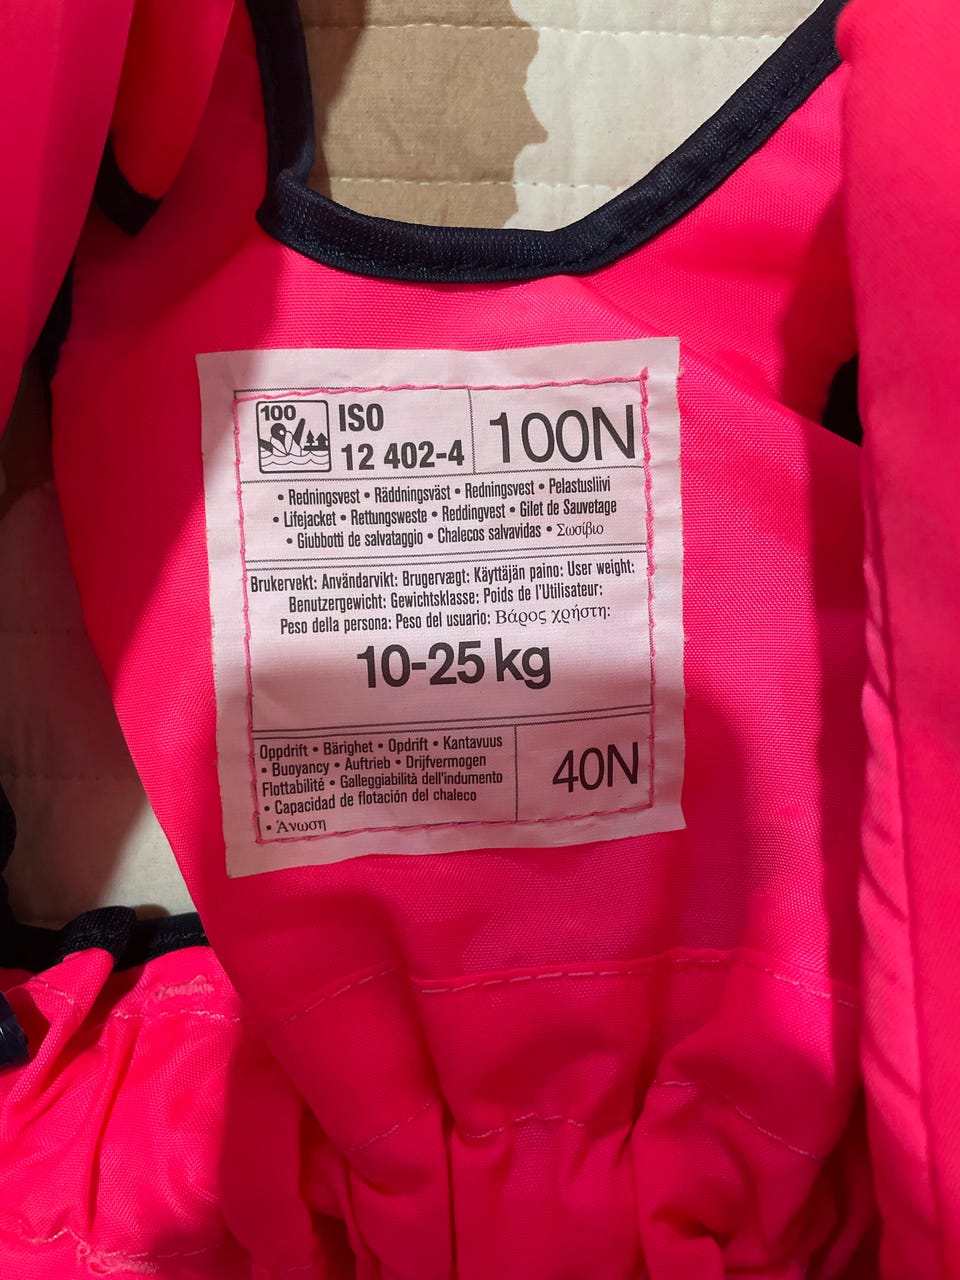 100
ISO
12 402-4
100N
• Redningsvest • Räddningsväst • Redningsvest • Pelastusliivi
• Lifejacket • Rettungsweste • Reddingvest • Gilet de Sauvetage
• Giubbotti de salvataggio • Chalecos salvavidas • Σωσίβιο
Brukervekt: Användarvikt: Brugervægt: Käyttäjän paino: User weight:
Benutzergewicht: Gewichtsklasse: Poids de l'Utilisateur:
Peso della persona: Peso del usuario: Βάρος χρήστη:
10-25 kg
Oppdrift • Bärighet • Opdrift • Kantavuus
• Buoyancy • Auftrieb • Drijfvermogen
Flottabilité • Galleggiabilità dell'indumento
• Capacidad de flotación del chaleco
• Άνωση
40N